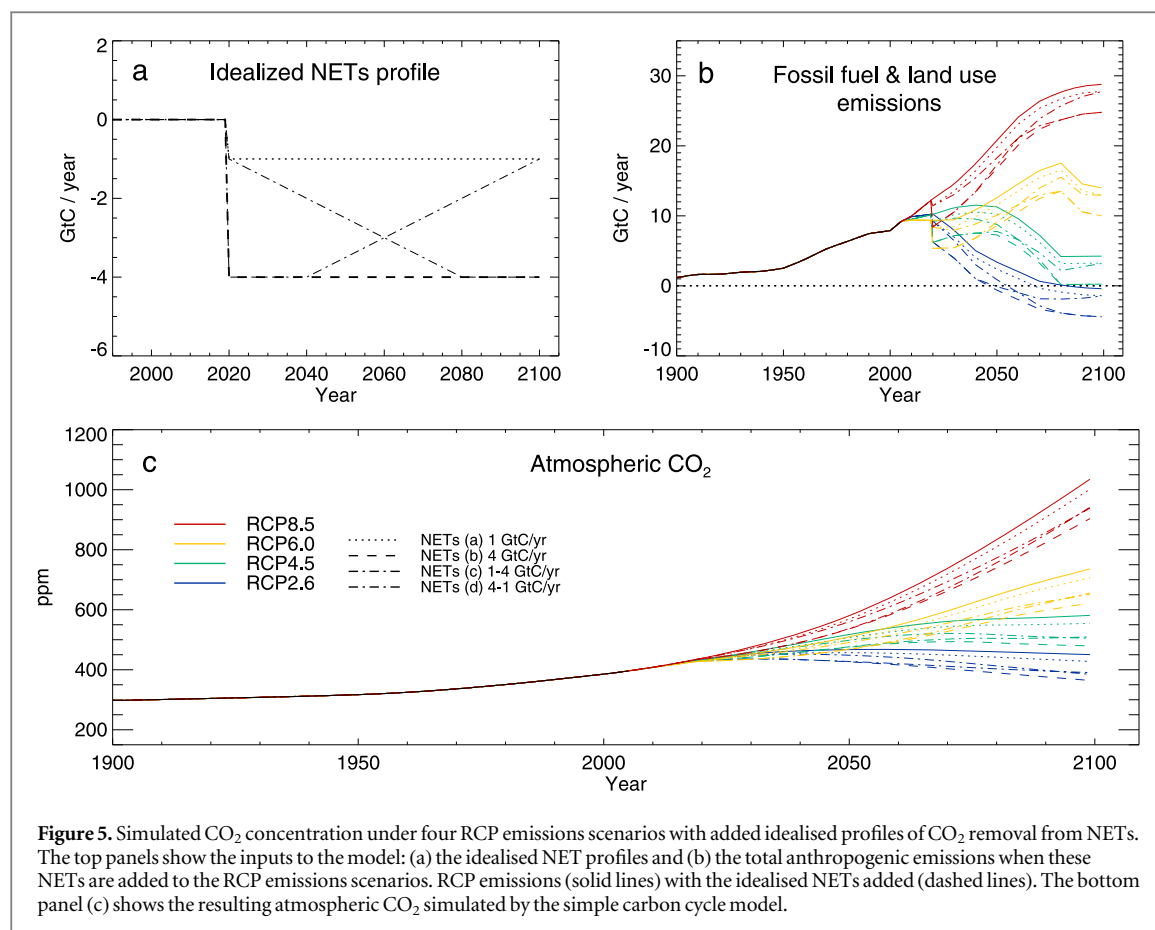 a Idealized NETs profile
2
0
-2
-4
-6
GtC / year
2000 2020 2040 2060 2080 2100
Year
b Fossil fuel & land use
emissions
30
20
10
0
-10
GtC / year
1900 1950 2000 2050 2100
Year
c Atmospheric CO₂
1200
1000
800
600
400
200
ppm
RCP8.5
RCP6.0
RCP4.5
RCP2.6
NETs (a) 1 GtC/yr
NETs (b) 4 GtC/yr
NETs (c) 1-4 GtC/yr
NETs (d) 4-1 GtC/yr
1900 1950 2000 2050 2100
Year
Figure 5. Simulated CO₂ concentration under four RCP emissions scenarios with added idealised profiles of CO₂ removal from NETs.
The top panels show the inputs to the model: (a) the idealised NET profiles and (b) the total anthropogenic emissions when these
NETs are added to the RCP emissions scenarios. RCP emissions (solid lines) with the idealised NETs added (dashed lines). The bottom
panel (c) shows the resulting atmospheric CO₂ simulated by the simple carbon cycle model.